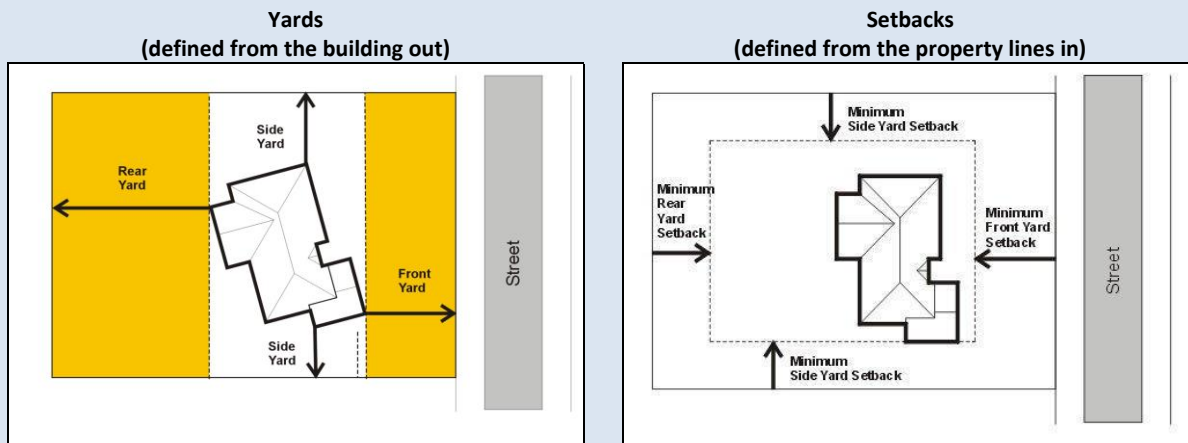 Yards
(defined from the building out)
Side
Yard
Rear
Yard
Front
Yard
Side
Yard
Street
Setbacks
(defined from the property lines in)
Minimum
Side Yard Setback
Minimum
Rear
Yard
Setback
Minimum
Front Yard
Setback
Minimum
Side Yard Setback
Street